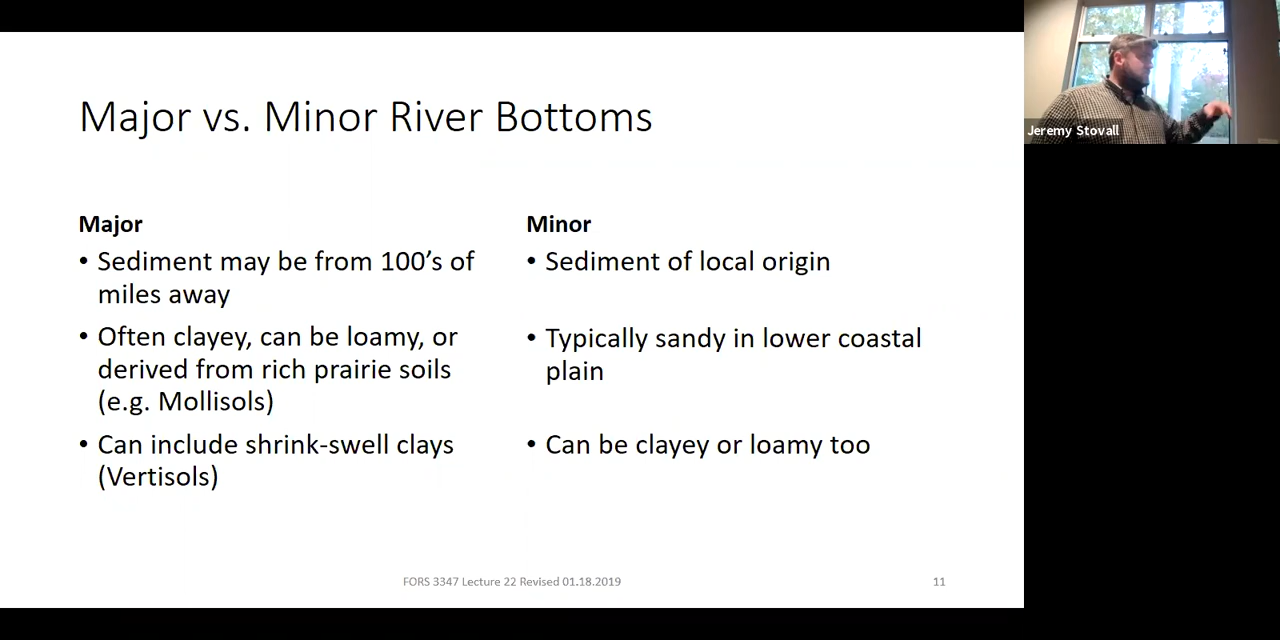 Major vs. Minor River Bottoms
Major
• Sediment may be from 100's of
miles away
• Often clayey, can be loamy, or
derived from rich prairie soils
(e.g. Mollisols)
• Can include shrink-swell clays
(Vertisols)
Minor
• Sediment of local origin
• Typically sandy in lower coastal
plain
• Can be clayey or loamy too
FORS 3347 Lecture 22 Revised 01.18.2019
11
Jeremy Stovall